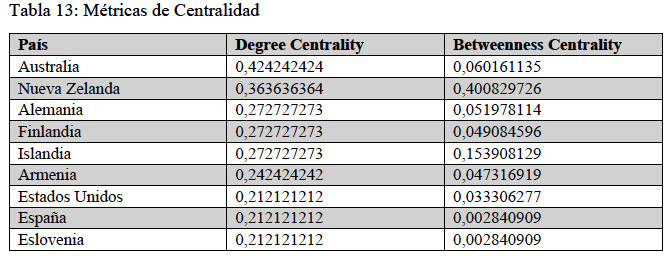 Tabla 13: Métricas de Centralidad
País Degree Centrality Betweenness Centrality
Australia 0,424242424 0,060161135
Nueva Zelanda 0,363636364 0,400829726
Alemania 0,272727273 0,051978114
Finlandia 0,272727273 0,049084596
Islandia 0,272727273 0,153908129
Armenia 0,242424242 0,047316919
Estados Unidos 0,212121212 0,033306277
España 0,212121212 0,002840909
Eslovenia 0,212121212 0,002840909